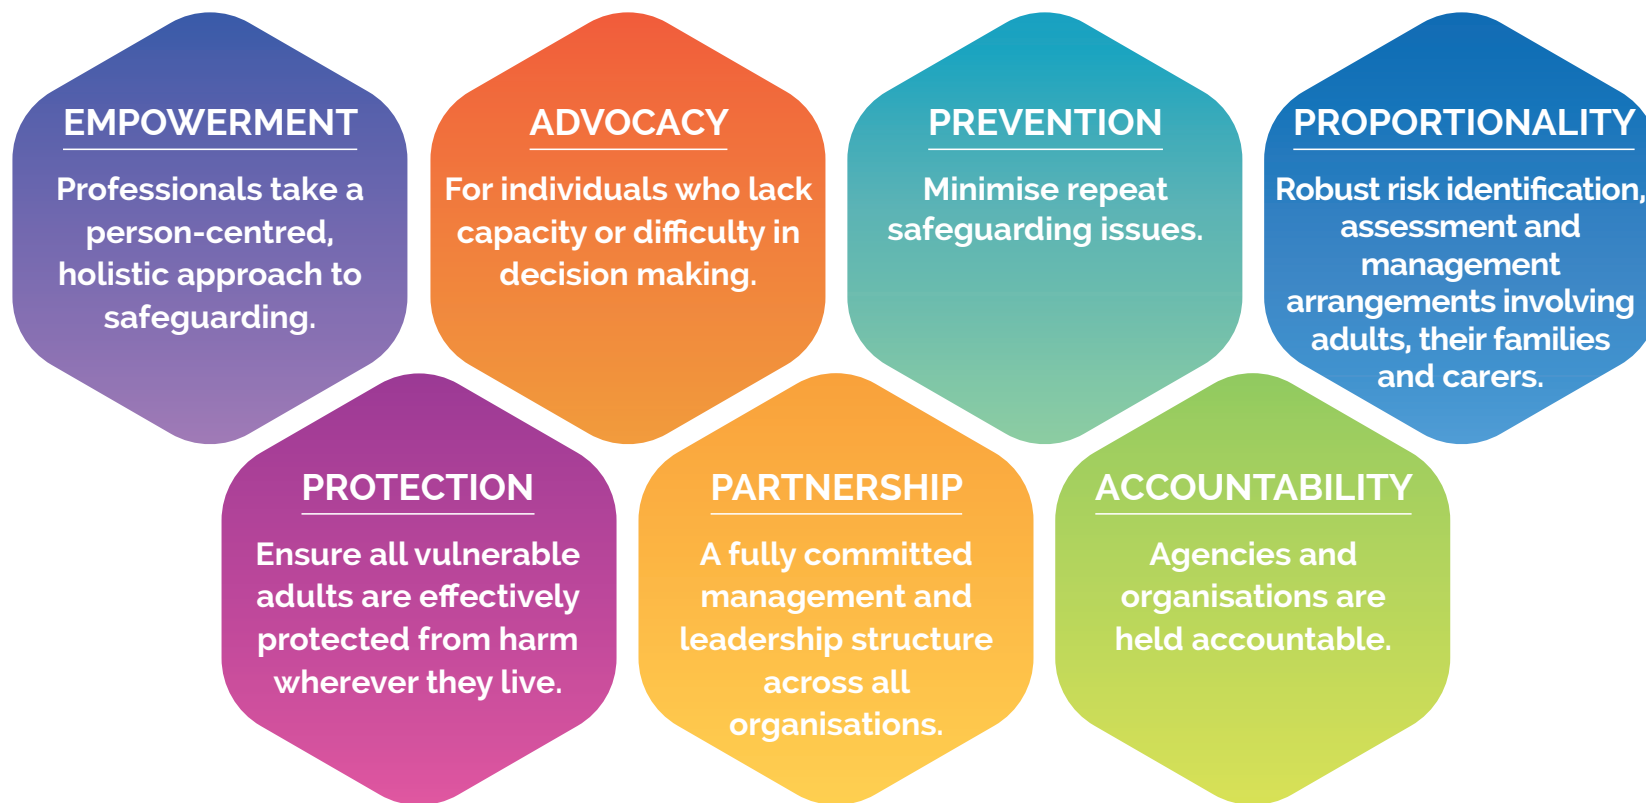 EMPOWERMENT
Professionals take a
person-centred,
holistic approach to
safeguarding.
ADVOCACY
For individuals who lack
capacity or difficulty in
decision making.
PREVENTION
Minimise repeat
safeguarding issues.
PROPORTIONALITY
Robust risk identification,
assessment and
management
arrangements involving
adults, their families
and carers.
PROTECTION
Ensure all vulnerable
adults are effectively
protected from harm
wherever they live.
PARTNERSHIP
A fully committed
management and
leadership structure
across all
organisations.
ACCOUNTABILITY
Agencies and
organisations are
held accountable.